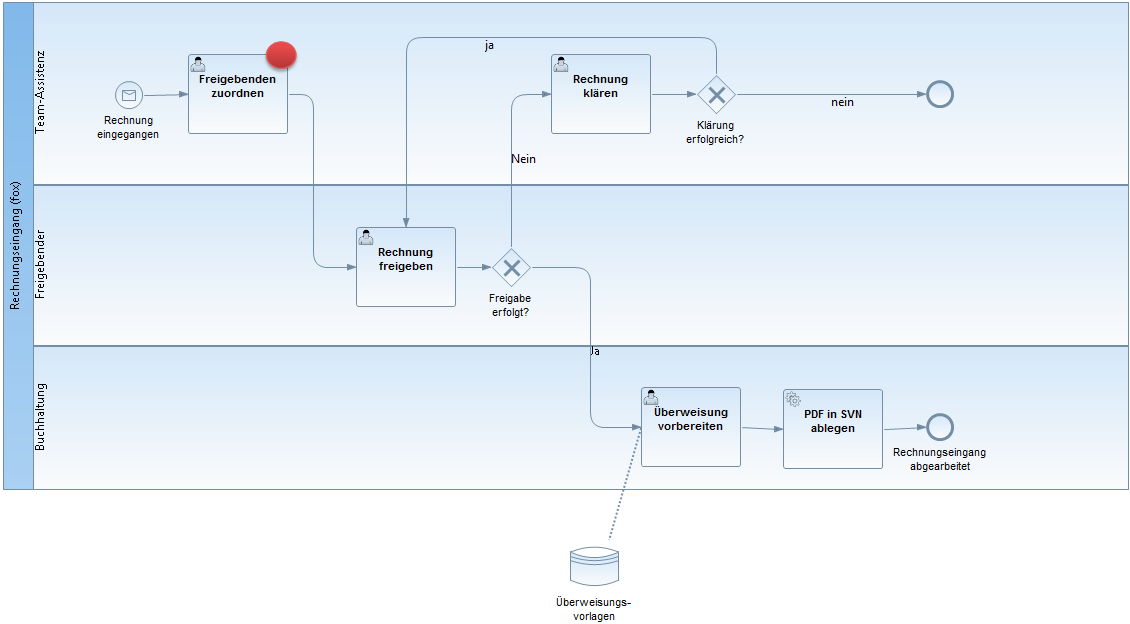 Rechnungseingang (fox)
Team-Assistenz
Rechnung
eingegangen
Freigebenden
zuordnen
ja
Rechnung
klären
Klärung
erfolgreich?
nein
Nein
Freigebender
Rechnung
freigeben
Freigabe
erfolgt?
Ja
Buchhaltung
Überweisung
vorbereiten
PDF in SVN
ablegen
Rechnungseingang
abgearbeitet
Überweisungs-
vorlagen